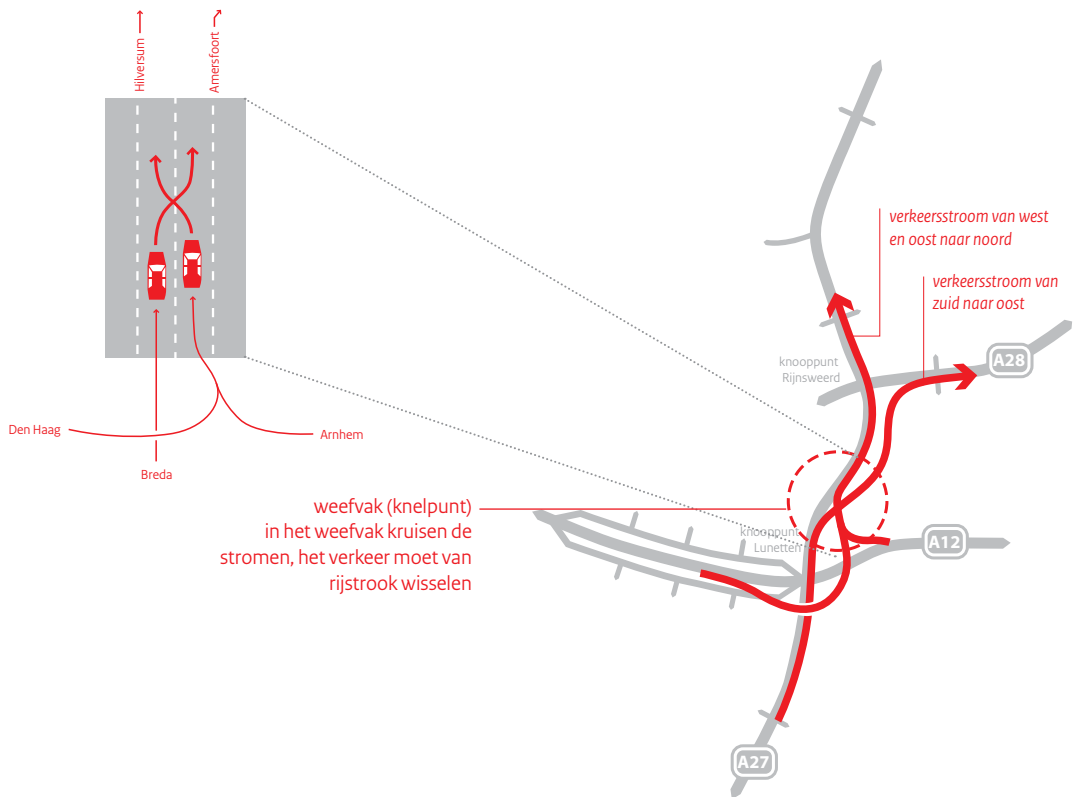 Hilversum
Amersfoort
Den Haag
Arnhem
Breda
verkeersstroom van west
en oost naar noord
verkeersstroom van
zuid naar oost
knooppunt
Rijnsweerd
A28
weefvak (knelpunt)
in het weefvak kruisen de
stromen, het verkeer moet van
rijstrook wisselen
knooppunt
Lunetten
A12
A27